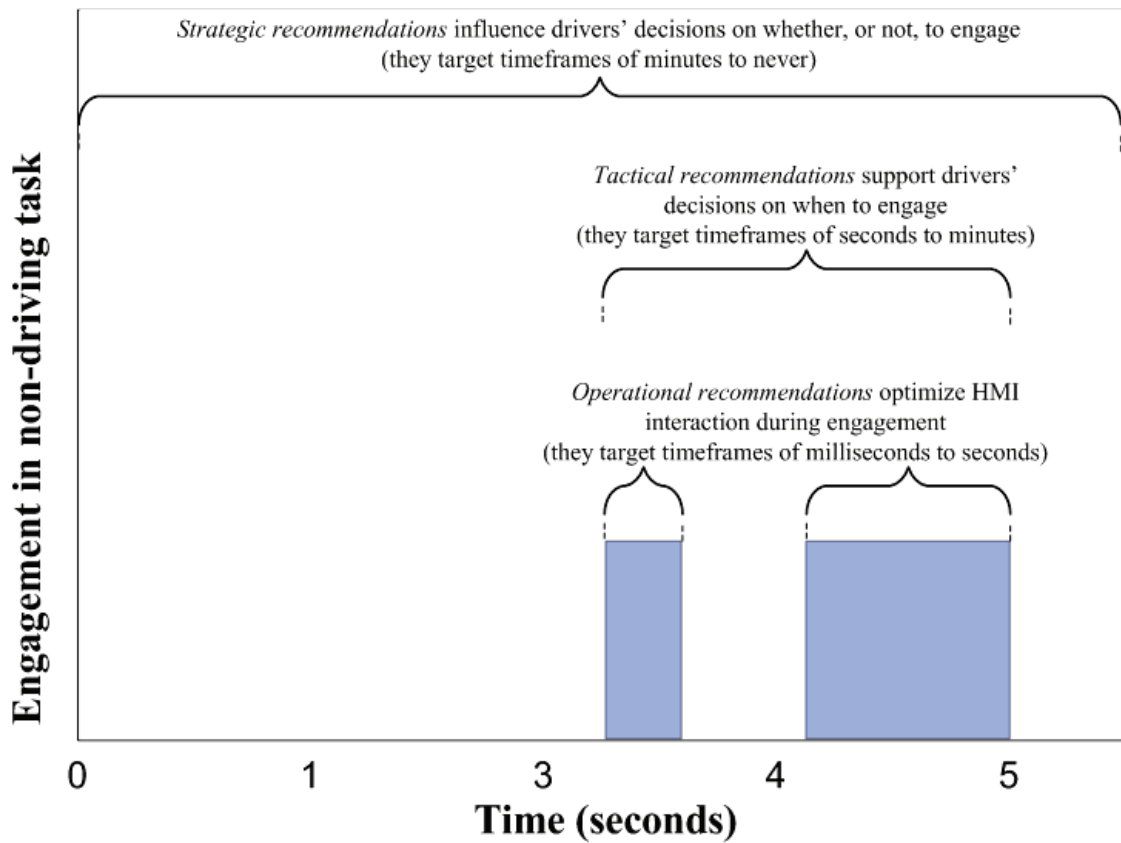 Strategic recommendations influence drivers' decisions on whether, or not, to engage
(they target timeframes of minutes to never)
Tactical recommendations support drivers'
decisions on when to engage
(they target timeframes of seconds to minutes)
Operational recommendations optimize HMI
interaction during engagement
(they target timeframes of milliseconds to seconds)
Engagement in non-driving task
0 1 3 4 5
Time (seconds)